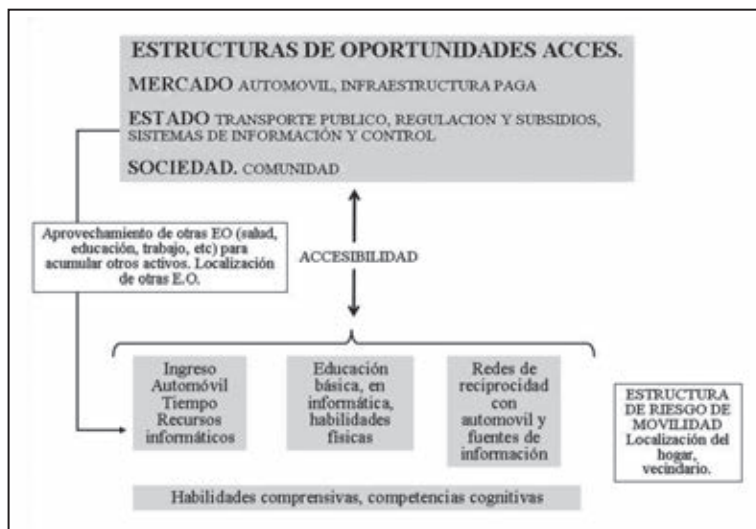 ESTRUCTURAS DE OPORTUNIDADES ACCES.
MERCADO AUTOMOVIL, INFRAESTRUCTURA PAGA
ESTADO TRANSPORTE PUBLICO, REGULACION Y SUBSIDIOS,
SISTEMAS DE INFORMACIÓN Y CONTROL
SOCIEDAD. COMUNIDAD
Aprovechamiento de otras EO (salud,
educación, trabajo, etc) para
acumular otros activos. Localización
de otras E.O.
ACCESIBILIDAD
Ingreso
Automóvil
Tiempo
Recursos
informáticos
Educación
básica, en
informática,
habilidades
físicas
Redes de
reciprocidad
con
automovil y
fuentes de
información
ESTRUCTURA
DE RIESGO DE
MOVILIDAD
Localización del
hogar,
vecindario.
Habilidades comprensivas, competencias cognitivas